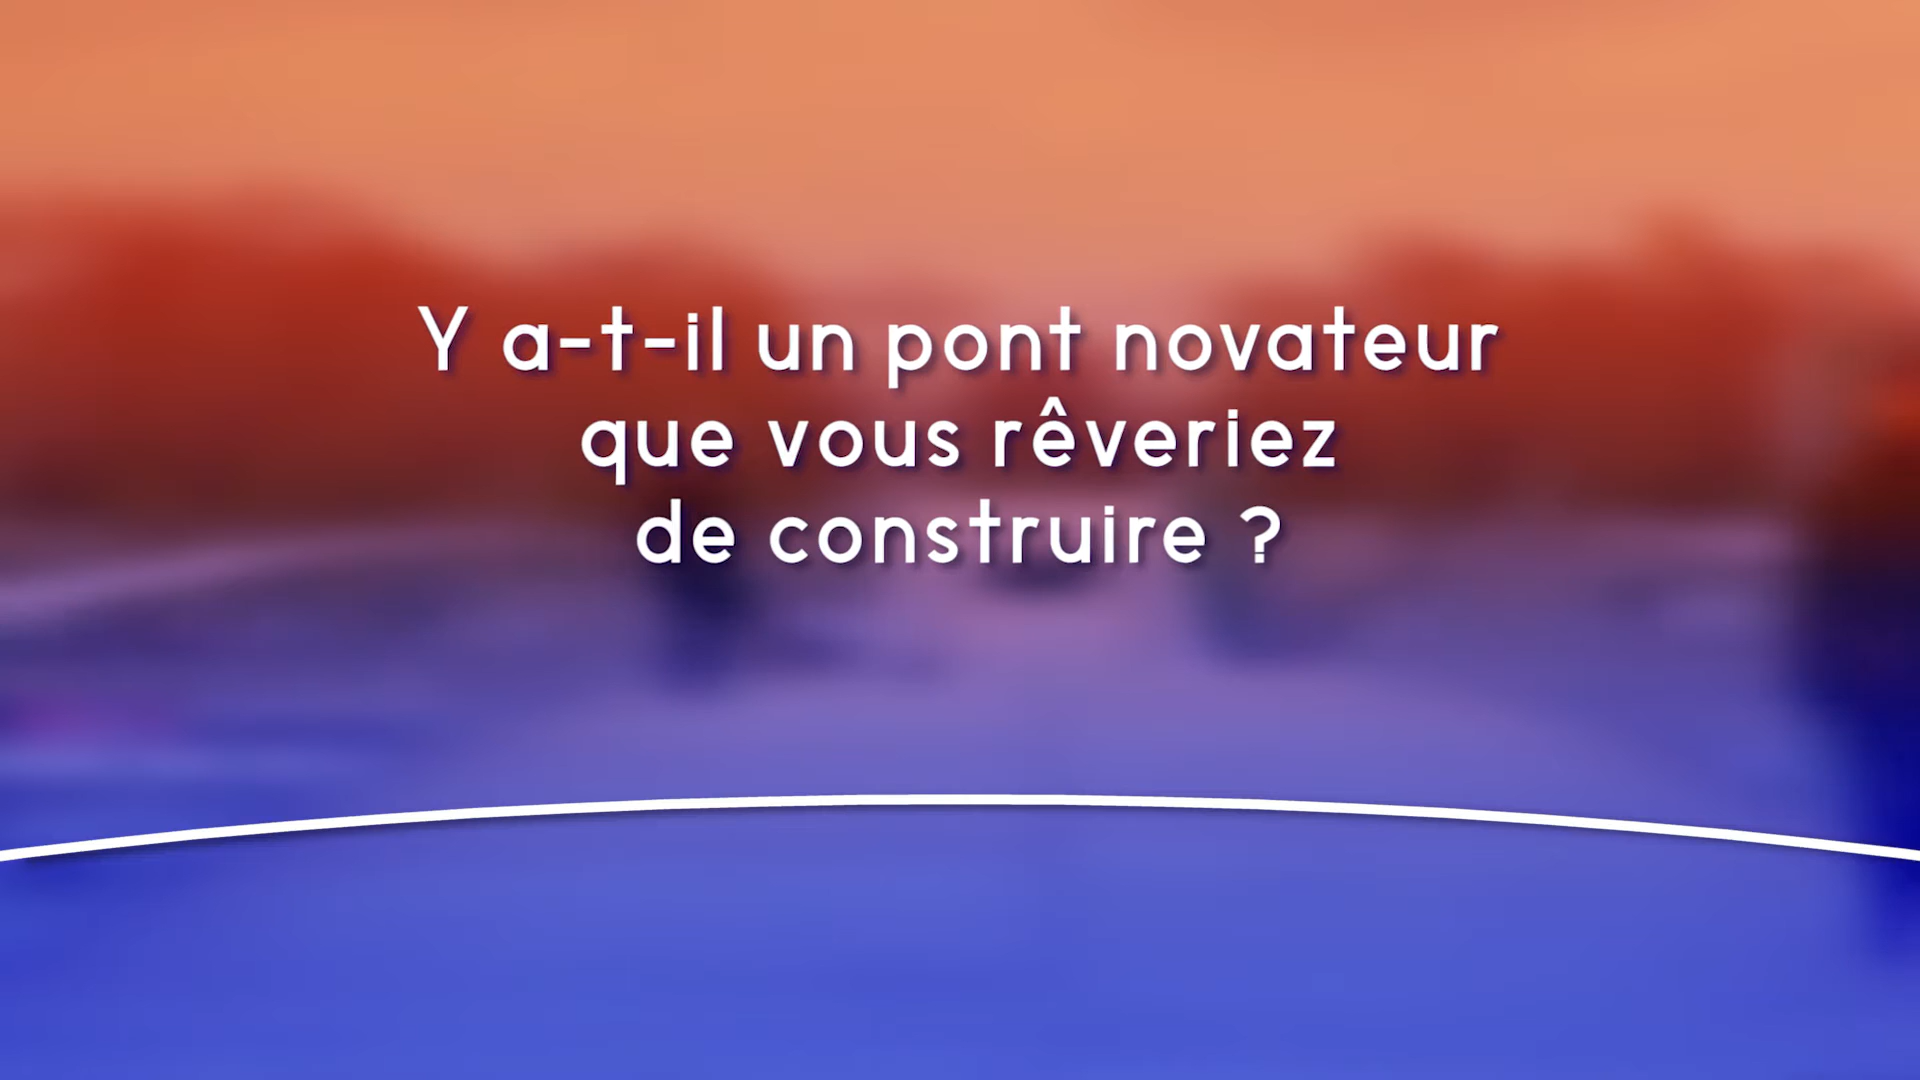 Y a-t-il un pont novateur
que vous rêveriez
de construire ?